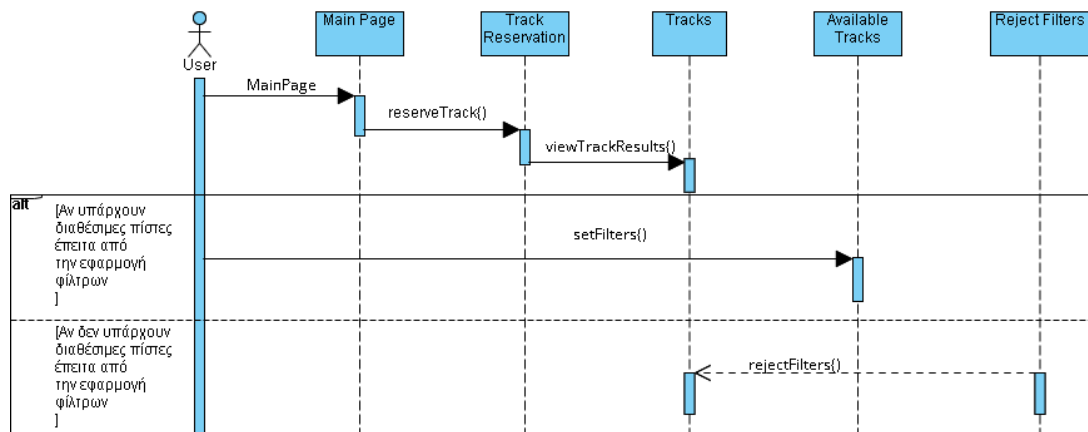 Main Page
Track
Reservation
Tracks
Available
Tracks
Reject Filters
User
MainPage
reserveTrack()
viewTrackResults()
alt
[Αν υπάρχουν
διαθέσιμες πίστες
έπειτα από
την εφαρμογή
φίλτρων
]
setFilters()
[Αν δεν υπάρχουν
διαθέσιμες πίστες
έπειτα από
την εφαρμογή
φίλτρων
]
rejectFilters()